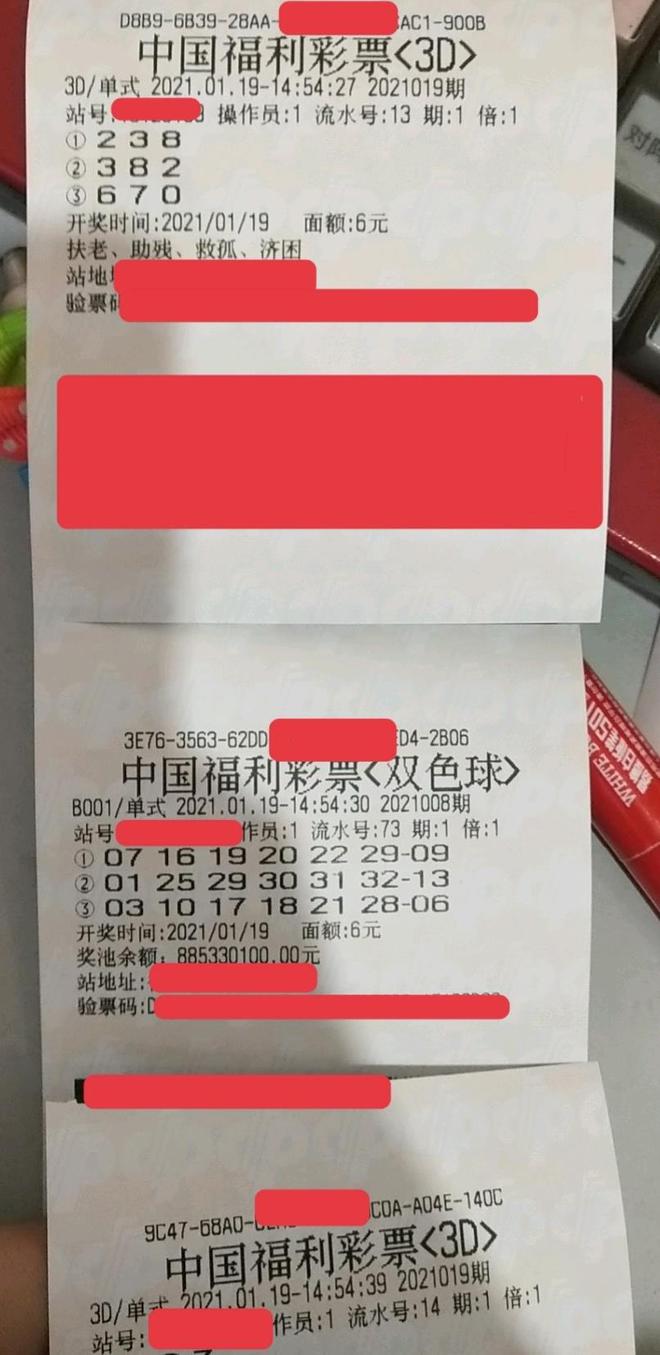 D8B9-6B39-28AA- AC1-900B
中国福利彩票<3D>
3D/单式 2021.01.19-14:54:27 2021019期
站号: 操作员:1 流水号:13 期:1 倍:1
① 2 3 8
② 3 8 2
③ 6 7 0
开奖时间:2021/01/19 面额:6元
扶老、助残、救孤、济困
站地
验票码
对阵
3E76-3563-62DD ED4-2B06
中国福利彩票<双色球>
B001/单式 2021.01.19-14:54:30 2021008期
站号 作员:1 流水号:73 期:1 倍:1
① 07 16 19 20 22 29-09
② 01 25 29 30 31 32-13
③ 03 10 17 18 21 28-06
开奖时间:2021/01/19 面额:6元
奖池余额: 885330100.00元
站地址:
验票码:D
WHITE B
9C47-68A0- C0A-A04E-140C
中国福利彩票<3D>
3D/单式 2021.01.19-14:54:39 2021019期
站号: 作员:1 流水号:14 期:1 倍:1